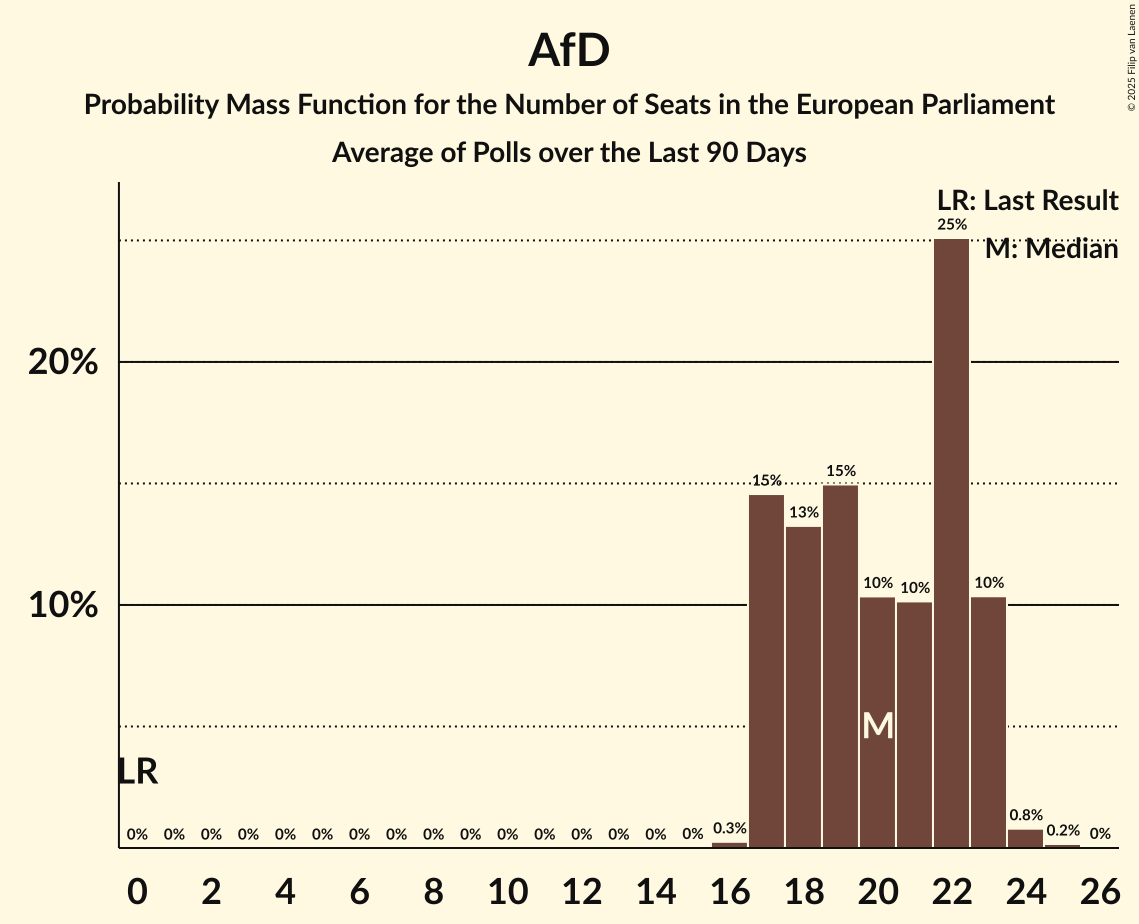 AfD
Probability Mass Function for the Number of Seats in the European Parliament
Average of Polls over the Last 90 Days
© 2025 Filip van Laenen
LR: Last Result
M: Median
20%
10%
25%
15%
13%
15%
10%
10%
10%
M
LR
0% 0% 0% 0% 0% 0% 0% 0% 0% 0% 0% 0% 0% 0% 0% 0% 0.3% 0.8% 0.2% 0%
0 2 4 6 8 10 12 14 16 18 20 22 24 26